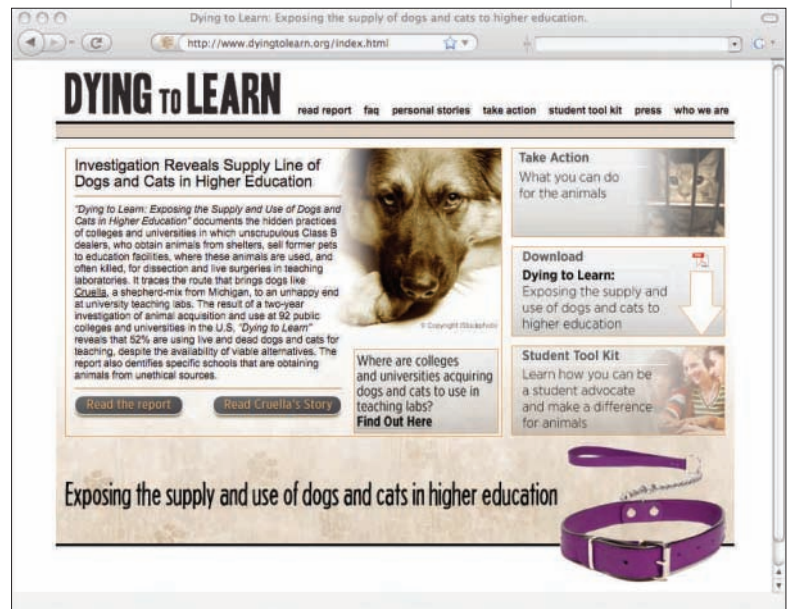 Dying to Learn: Exposing the supply of dogs and cats to higher education.
http://www.dyingtolearn.org/index.html
DYING TO LEARN
read report faq personal stories take action student tool kit press who we are
Investigation Reveals Supply Line of
Dogs and Cats in Higher Education
"Dying to Learn: Exposing the Supply and Use of Dogs and
Cats in Higher Education" documents the hidden practices
of colleges and universities in which unscrupulous Class B
dealers, who obtain animals from shelters, sell former pets
to education facilities, where these animals are used, and
often killed, for dissection and live surgeries in teaching
laboratories. It traces the route that brings dogs like
Cruella, a shepherd-mix from Michigan, to an unhappy end
at university teaching labs. The result of a two-year
investigation of animal acquisition and use at 92 public
colleges and universities in the U.S, "Dying to Learn"
reveals that 52% are using live and dead dogs and cats for
teaching, despite the availability of viable alternatives. The
report also dentifies specific schools that are obtaining
animals from unethical sources.
Read the report Read Cruella's Story
© Copyright iStockphoto
Where are colleges
and universities acquiring
dogs and cats to use in
teaching labs?
Find Out Here
Take Action
What you can do
for the animals
Download
Dying to Learn:
Exposing the supply and
use of dogs and cats to
higher education
Student Tool Kit
Learn how you can be
a student advocate
and make a difference
for animals
Exposing the supply and use of dogs and cats in higher education